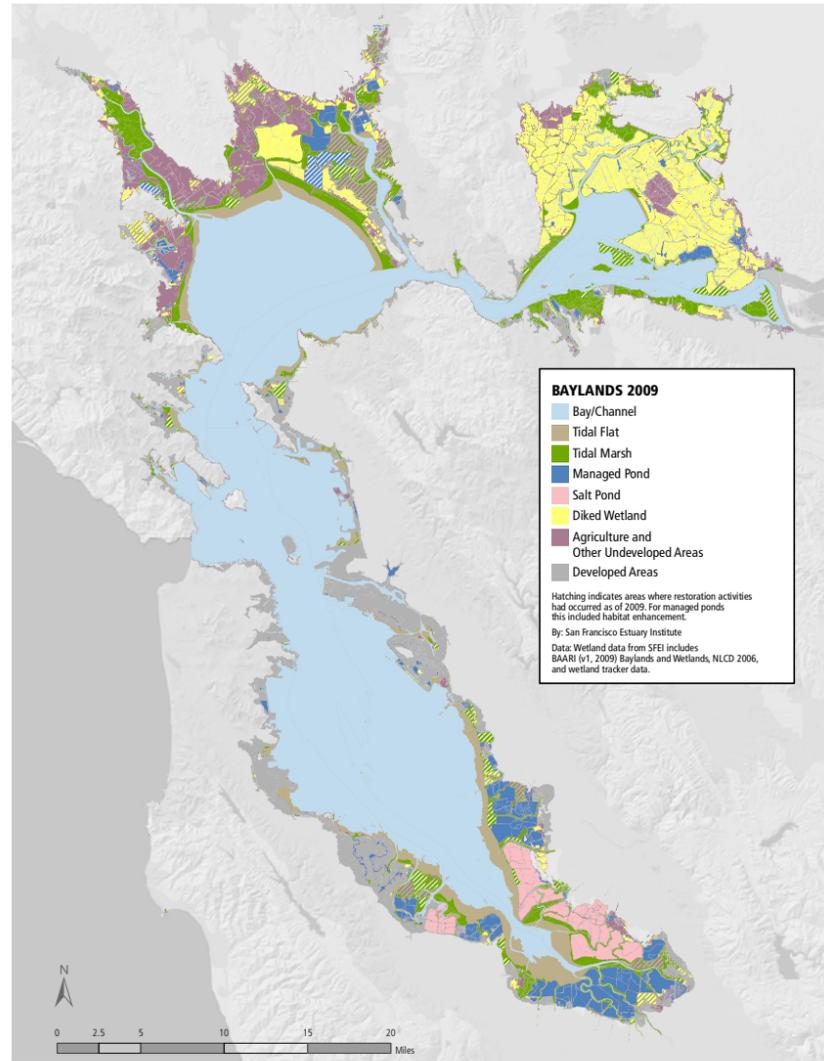 BAYLANDS 2009
Bay/Channel
Tidal Flat
Tidal Marsh
Managed Pond
Salt Pond
Diked Wetland
Agriculture and
Other Undeveloped Areas
Developed Areas
Hatching indicates areas where restoration activities
had occurred as of 2009. For managed ponds
this included habitat enhancement.
By: San Francisco Estuary Institute
Data: Wetland data from SFEI includes
BAARI (v1, 2009) Baylands and Wetlands, NLCD 2006,
and wetland tracker data.
N
0 2.5 5 10 15 20
Miles